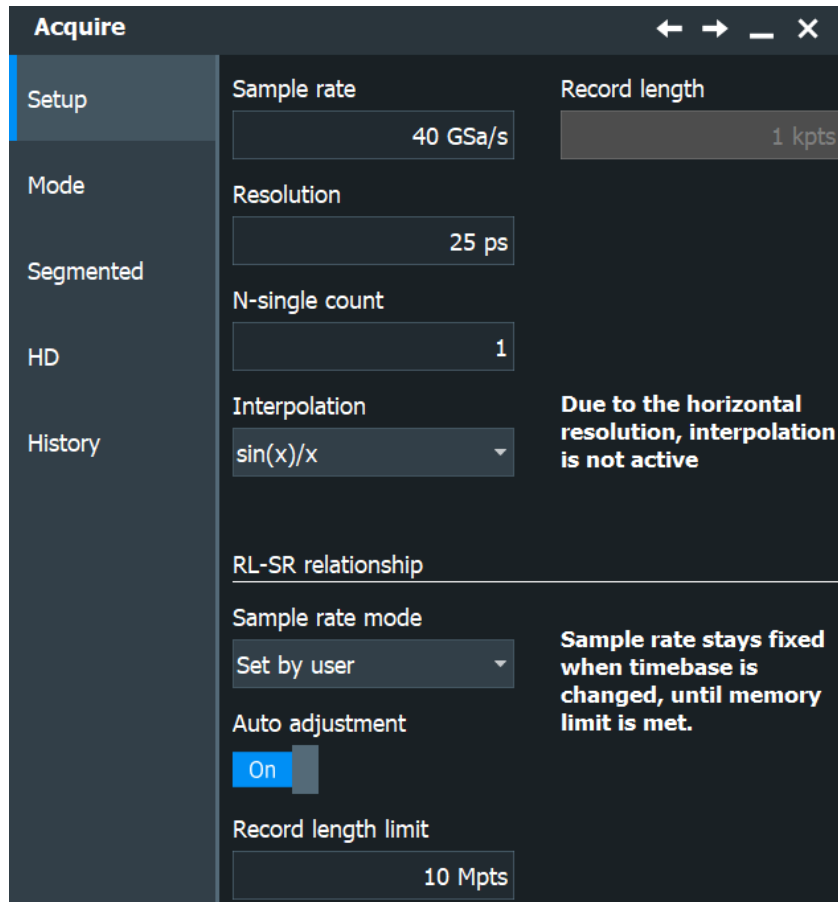 Acquire
Setup
Mode
Segmented
HD
History
Sample rate
40 GSa/s
Record length
1 kpts
Resolution
25 ps
N-single count
1
Interpolation
sin(x)/x
Due to the horizontal
resolution, interpolation
is not active
RL-SR relationship
Sample rate mode
Set by user
Sample rate stays fixed
when timebase is
changed, until memory
limit is met.
Auto adjustment
On
Record length limit
10 Mpts